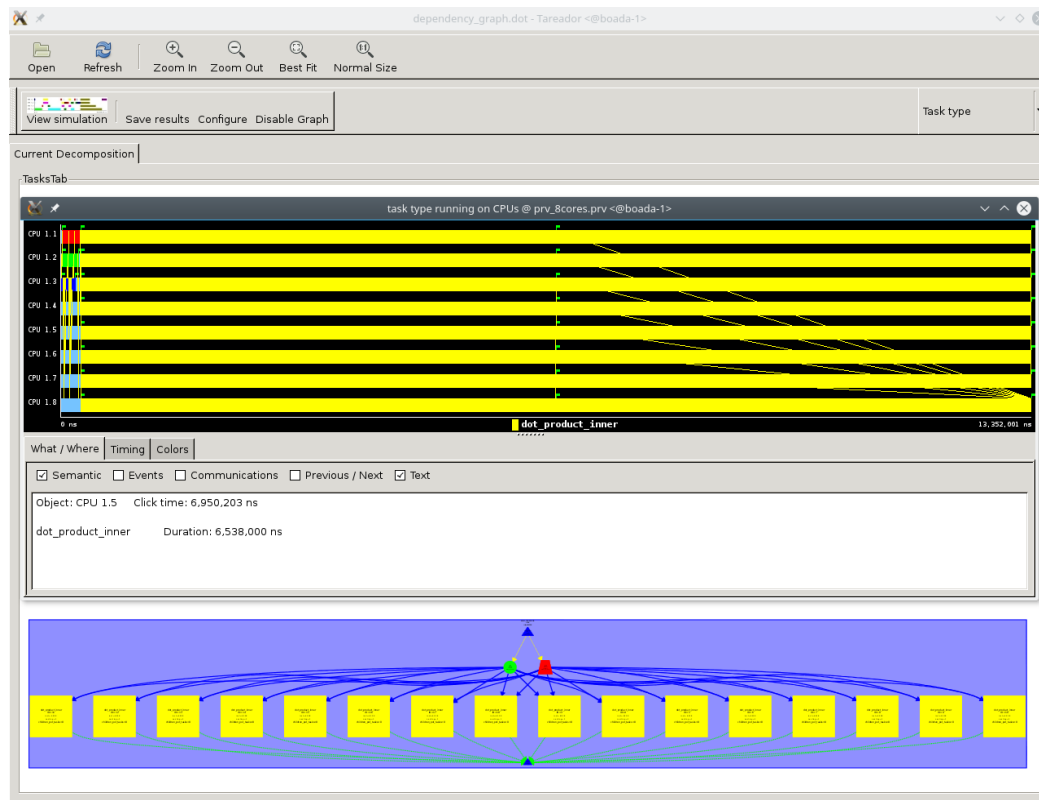 dependency_graph.dot - Tareador <@boada-1>
Open Refresh Zoom In Zoom Out Best Fit Normal Size
View simulation Save results Configure Disable Graph Task type
Current Decomposition
TasksTab
task type running on CPUs @ prv_8cores.prv <@boada-1>
CPU 1.1
CPU 1.2
CPU 1.3
CPU 1.4
CPU 1.5
CPU 1.6
CPU 1.7
CPU 1.8
0 ns dot_product_inner 13,352,001 ns
What / Where Timing Colors
Semantic Events Communications Previous / Next Text
Object: CPU 1.5 Click time: 6,950,203 ns
dot_product_inner Duration: 6,538,000 ns